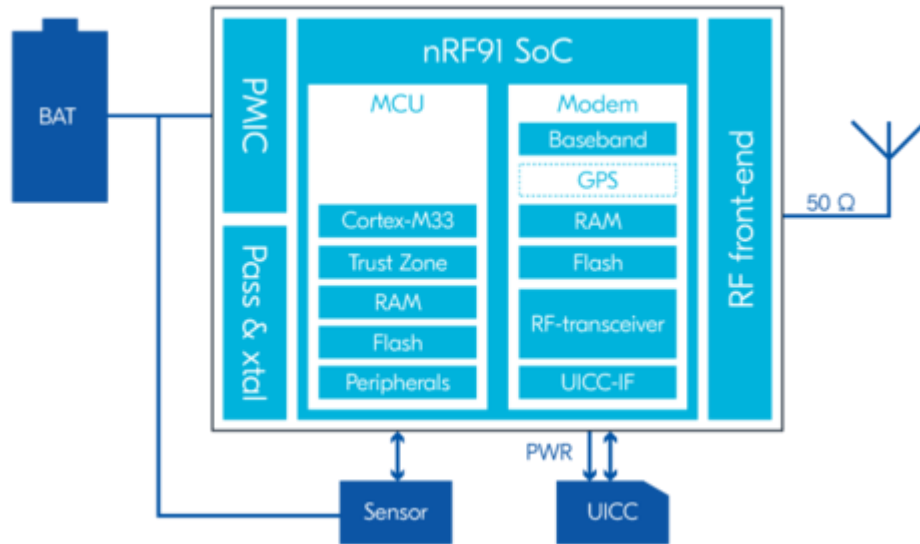 BAT
PMIC
Pass & xtal
nRF91 SoC
MCU
Cortex-M33
Trust Zone
RAM
Flash
Peripherals
Modem
Baseband
GPS
RAM
Flash
RF-transceiver
UICC-IF
RF front-end
50 Ω
PWR
Sensor
UICC